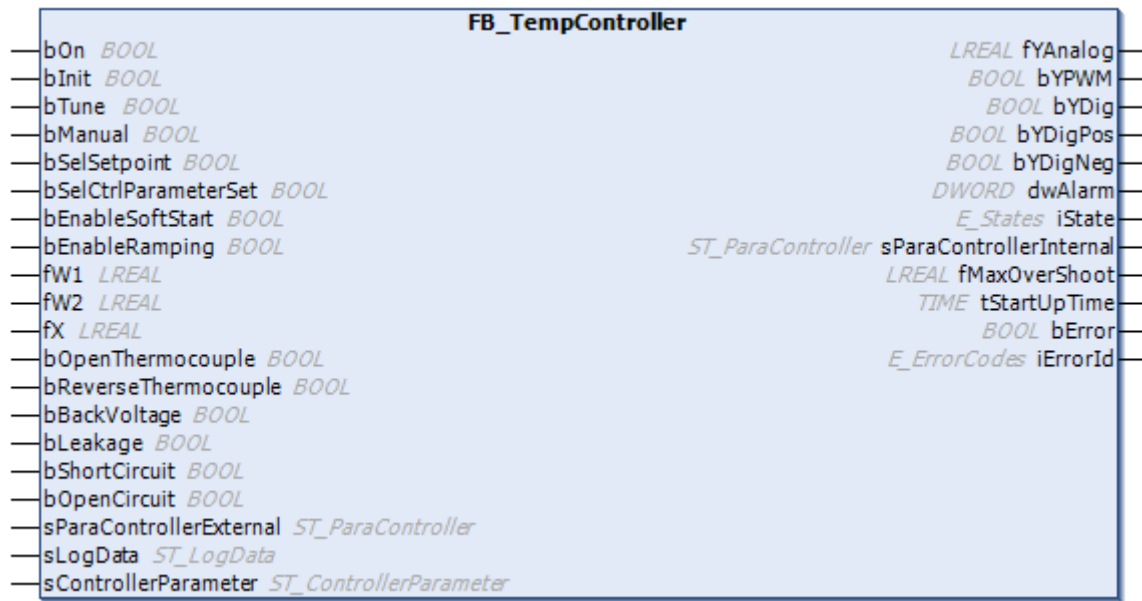 FB_TempController
bOn BOOL LREAL fYAnalog
bInit BOOL BOOL bYPWM
bTune BOOL BOOL bYDig
bManual BOOL BOOL bYDigPos
bSelSetpoint BOOL BOOL bYDigNeg
bSelCtrlParameterSet BOOL DWORD dwAlarm
bEnableSoftStart BOOL E_States iState
bEnableRamping BOOL ST_ParaController sParaControllerInternal
fW1 LREAL LREAL fMaxOverShoot
fW2 LREAL TIME tStartUpTime
fX LREAL BOOL bError
bOpenThermocouple BOOL E_ErrorCodes iErrorId
bReverseThermocouple BOOL
bBackVoltage BOOL
bLeakage BOOL
bShortCircuit BOOL
bOpenCircuit BOOL
sParaControllerExternal ST_ParaController
sLogData ST_LogData
sControllerParameter ST_ControllerParameter